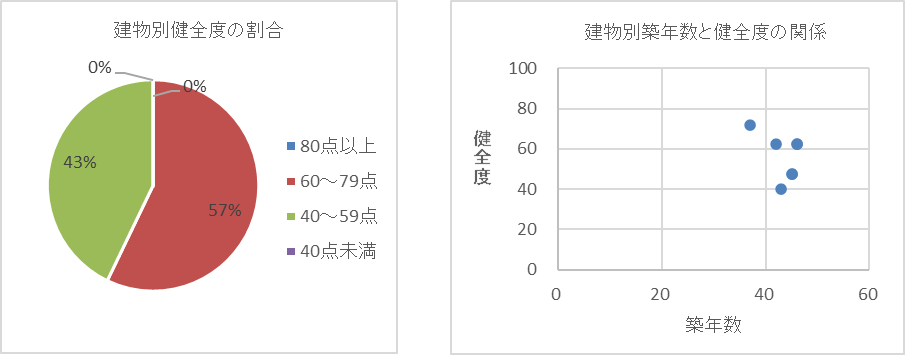 建物別健全度の割合
0%
0%
43%
57%
80点以上
60～79点
40～59点
40点未満
建物別築年数と健全度の関係
健全度
100
80
60
40
20
0
0 20 40 60
築年数